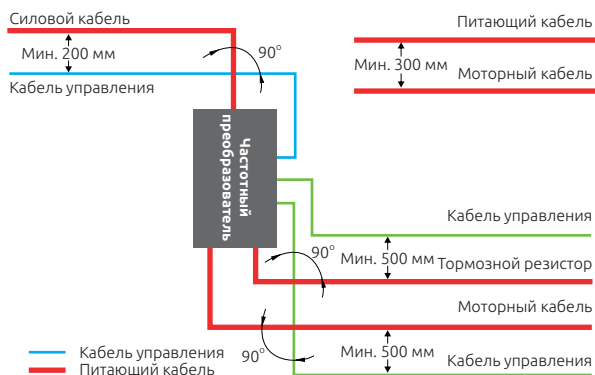 Силовой кабель
Мин. 200 мм
Кабель управления
90°
Питающий кабель
Мин. 300 мм
Моторный кабель
Частотный
преобразователь
Кабель управления
90°
Мин. 500 мм
Тормозной резистор
Моторный кабель
90°
Мин. 500 мм
Кабель управления
Кабель управления
Питающий кабель